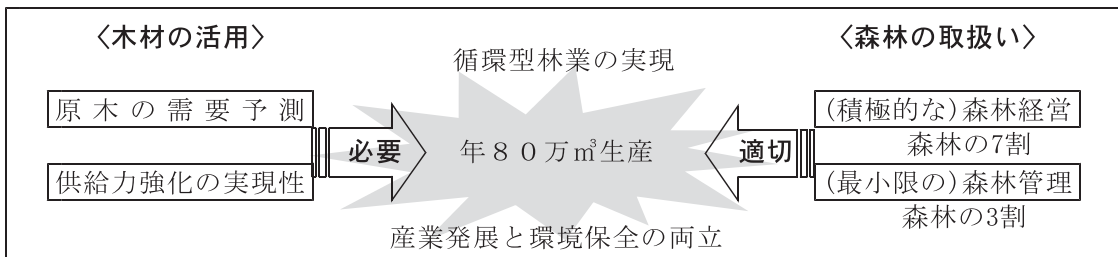 〈木材の活用〉
〈森林の取扱い〉
循環型林業の実現
原木の需要予測
供給力強化の実現性
必要
年80万㎥生産
適切
(積極的な)森林経営
森林の7割
(最小限の)森林管理
森林の3割
産業発展と環境保全の両立